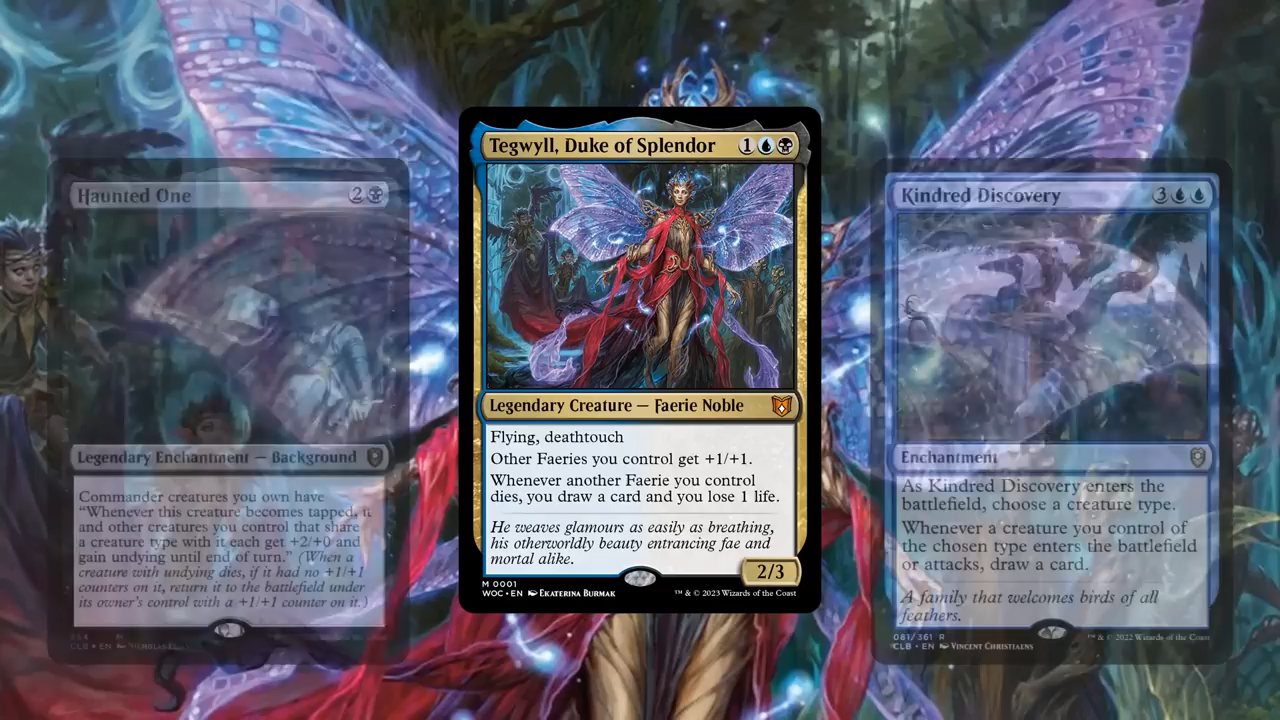 Haunted One 2
Legendary Enchantment — Background
Commander creatures you own have
“Whenever this creature becomes tapped, it
and other creatures you control that share
a creature type with it each get +2/+0 and
gain undying until end of turn.” (When a
creature with undying dies, if it had no +1/+1
counters on it, return it to the battlefield under
its owner's control with a +1/+1 counter on it.)
M
CLB • EN
Tegwyll, Duke of Splendor 1
Legendary Creature — Faerie Noble
Flying, deathtouch
Other Faeries you control get +1/+1.
Whenever another Faerie you control
dies, you draw a card and you lose 1 life.
He weaves glamours as easily as breathing,
his otherworldly beauty entrancing fae and
mortal alike.
2/3
M 0001
WOC • EN Ekaterina Burmak ™ & © 2023 Wizards of the Coast
Kindred Discovery 3
Enchantment
As Kindred Discovery enters the
battlefield, choose a creature type.
Whenever a creature you control of
the chosen type enters the battlefield
or attacks, draw a card.
A family that welcomes birds of all
feathers.
081/361 R ™ & © 2022 Wizards of the Coast
CLB • EN Vincent Christiaens